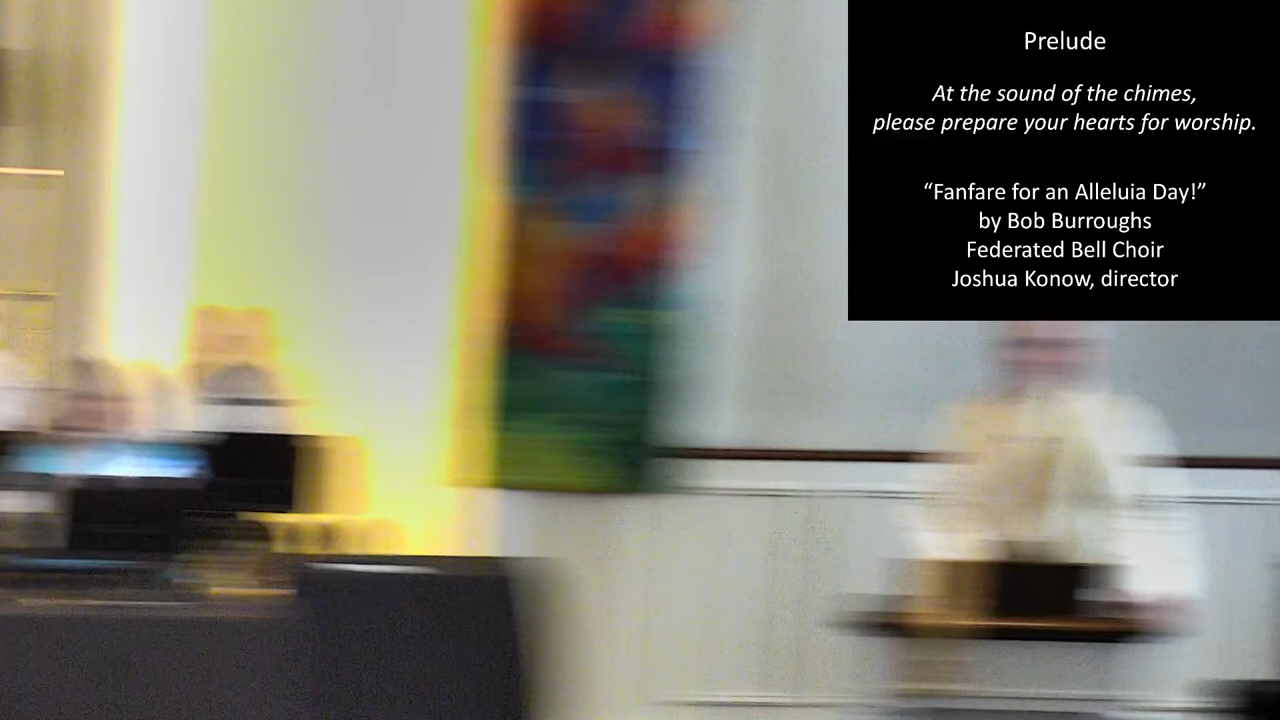 Prelude
At the sound of the chimes,
please prepare your hearts for worship.
“Fanfare for an Alleluia Day!”
by Bob Burroughs
Federated Bell Choir
Joshua Konow, director